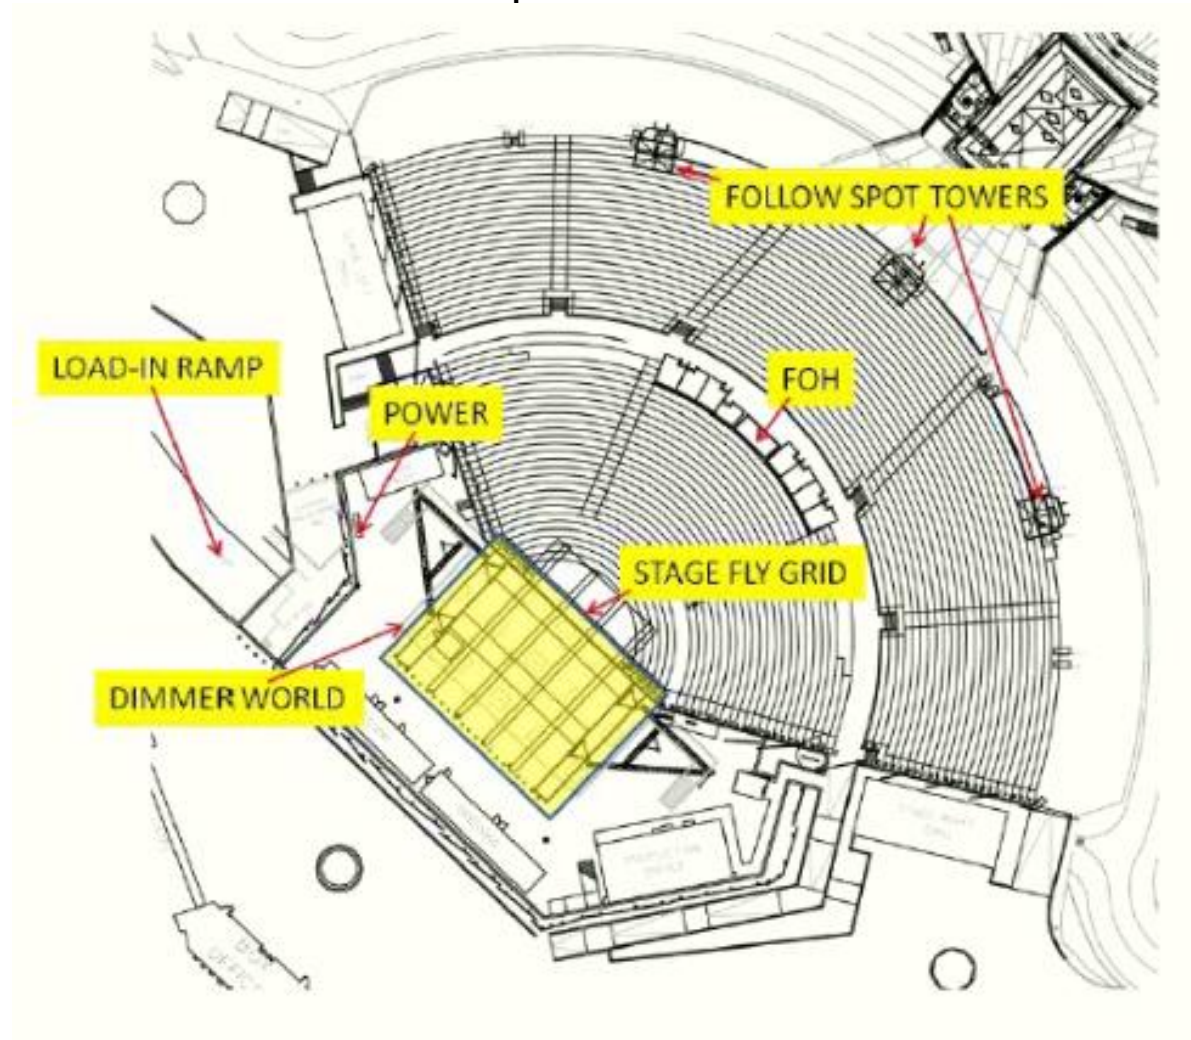 FOLLOW SPOT TOWERS
LOAD-IN RAMP
FOH
POWER
STAGE FLY GRID
DIMMER WORLD